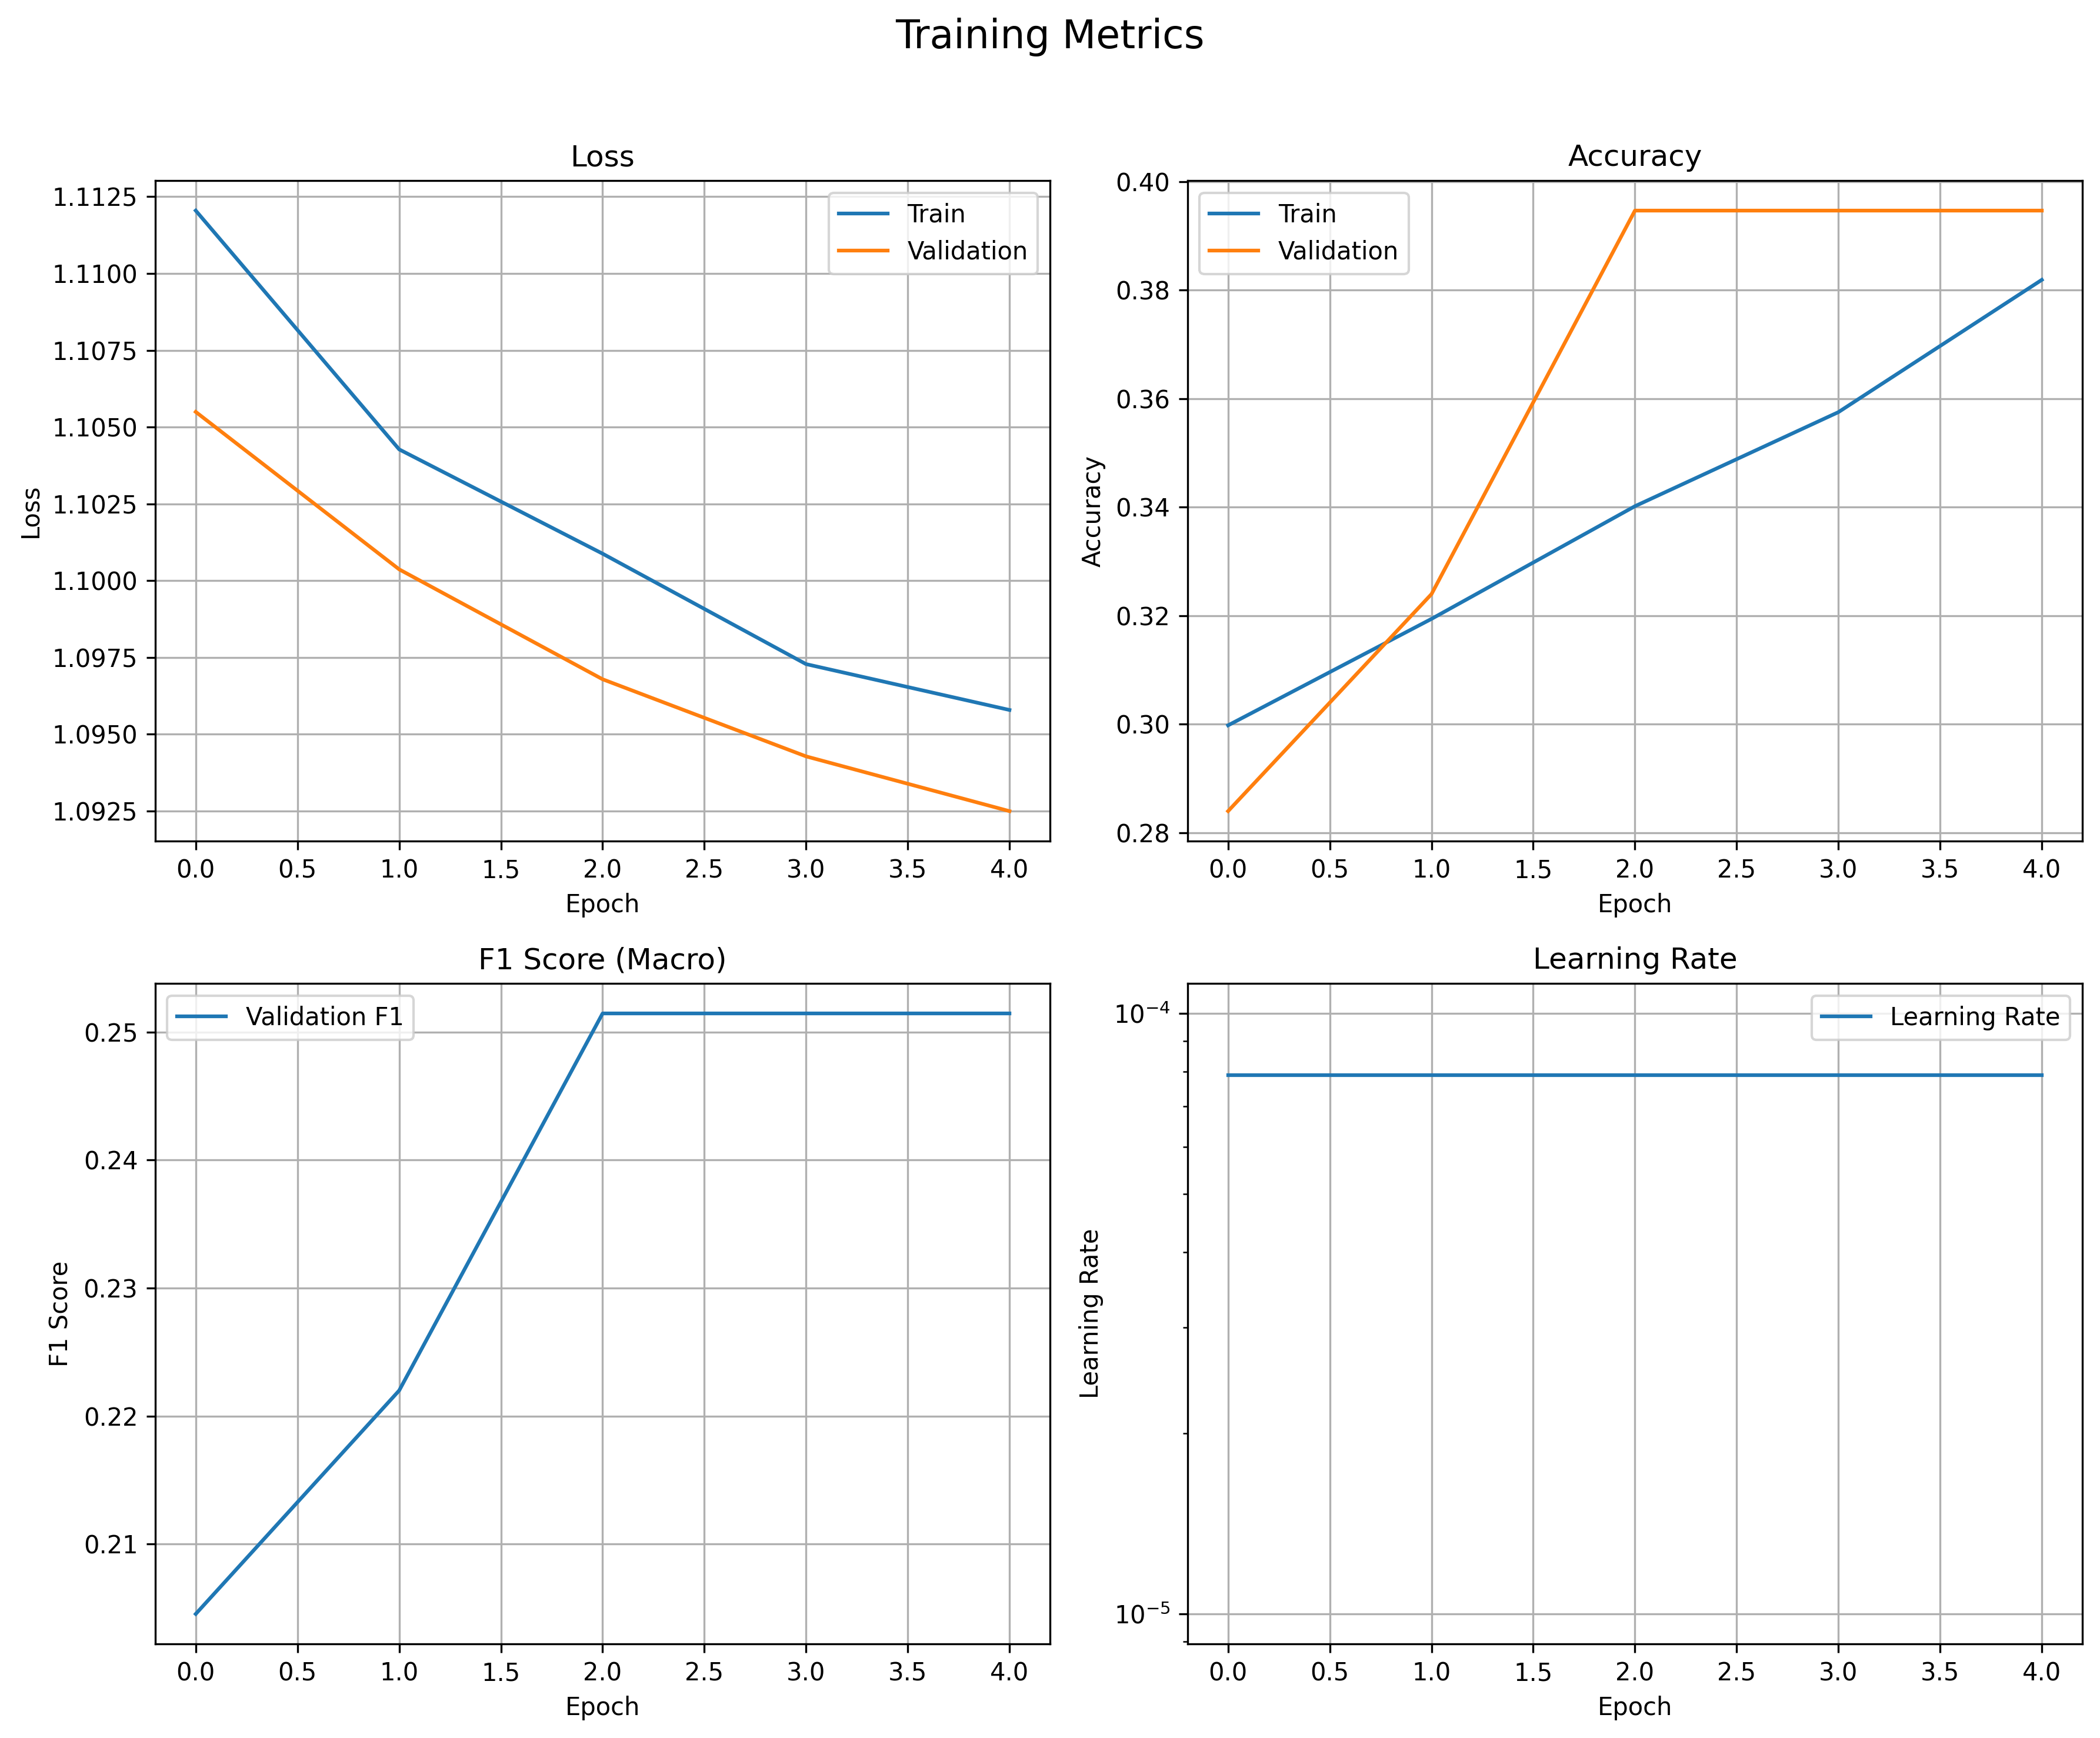 Training Metrics
Loss
1.1125
1.1100
1.1075
1.1050
1.1025
1.1000
1.0975
1.0950
1.0925
Loss
Train
Validation
0.0 0.5 1.0 1.5 2.0 2.5 3.0 3.5 4.0
Epoch
Accuracy
0.40
0.38
0.36
0.34
0.32
0.30
0.28
Accuracy
Train
Validation
0.0 0.5 1.0 1.5 2.0 2.5 3.0 3.5 4.0
Epoch
F1 Score (Macro)
0.25
0.24
0.23
0.22
0.21
F1 Score
Validation F1
0.0 0.5 1.0 1.5 2.0 2.5 3.0 3.5 4.0
Epoch
Learning Rate
10⁻⁴
10⁻⁵
Learning Rate
Learning Rate
0.0 0.5 1.0 1.5 2.0 2.5 3.0 3.5 4.0
Epoch